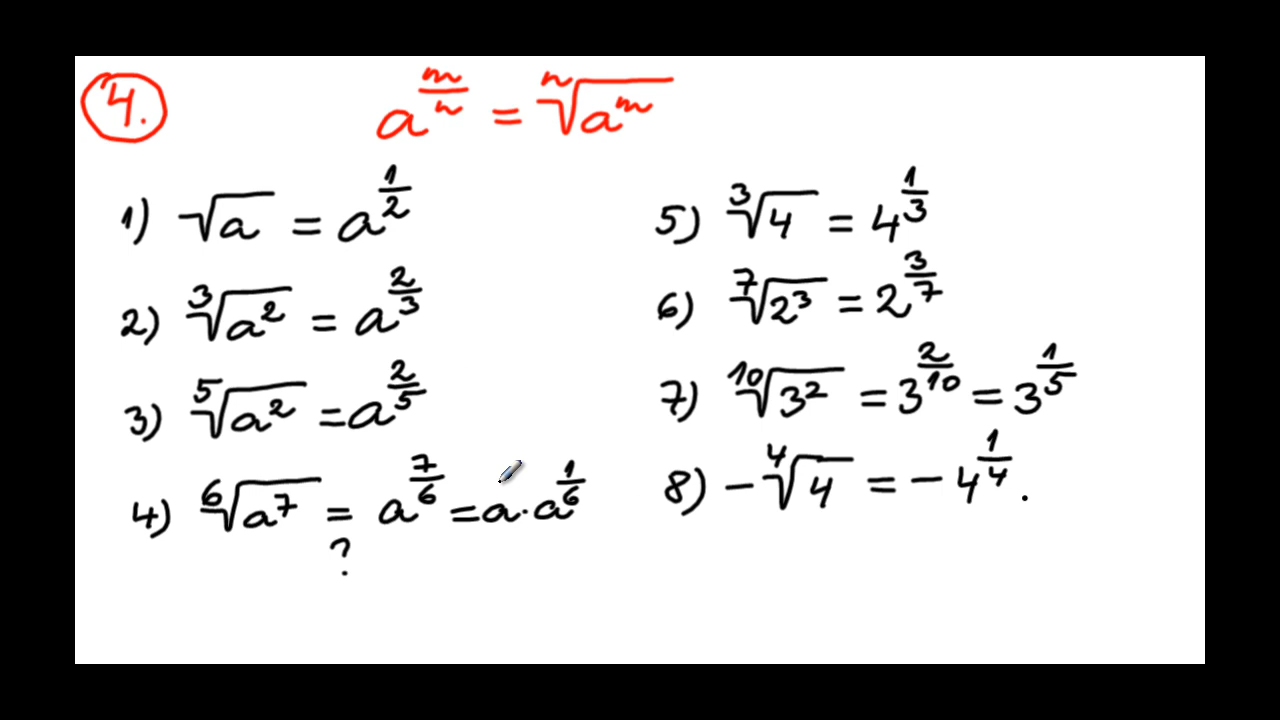 4. a^(m/n) = ⁿ√(a^m)
1) √a = a^(1/2)
2) ³√(a²) = a^(2/3)
3) ⁵√(a²) = a^(2/5)
4) ⁶√(a⁷) = a^(7/6) = a · a^(1/6)
?
5) ³√4 = 4^(1/3)
6) ⁷√(2³) = 2^(3/7)
7) ¹⁰√(3²) = 3^(2/10) = 3^(1/5)
8) -⁴√4 = -4^(1/4).